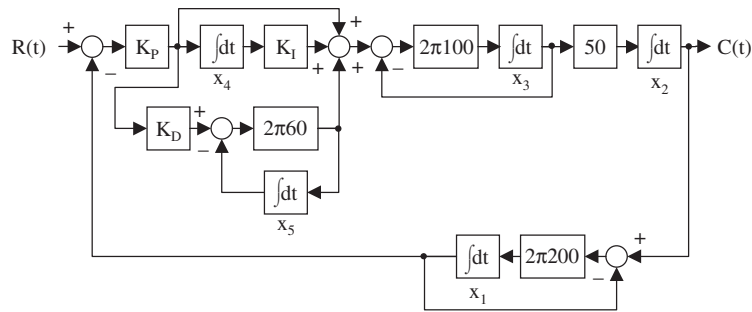 R(t) + − K_P ∫dt x_4 K_I + + + − 2π100 ∫dt x_3 50 ∫dt x_2 C(t)
K_D + − 2π60
∫dt x_5
∫dt x_1 2π200 − +